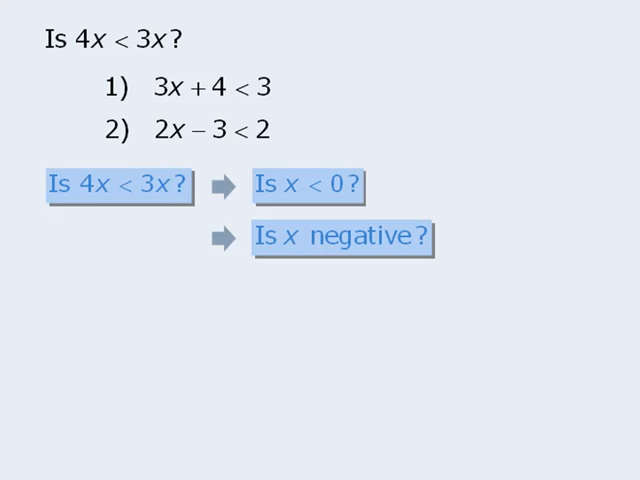 Is 4x < 3x?
1) 3x + 4 < 3
2) 2x – 3 < 2
Is 4x < 3x? Is x < 0?
Is x negative?